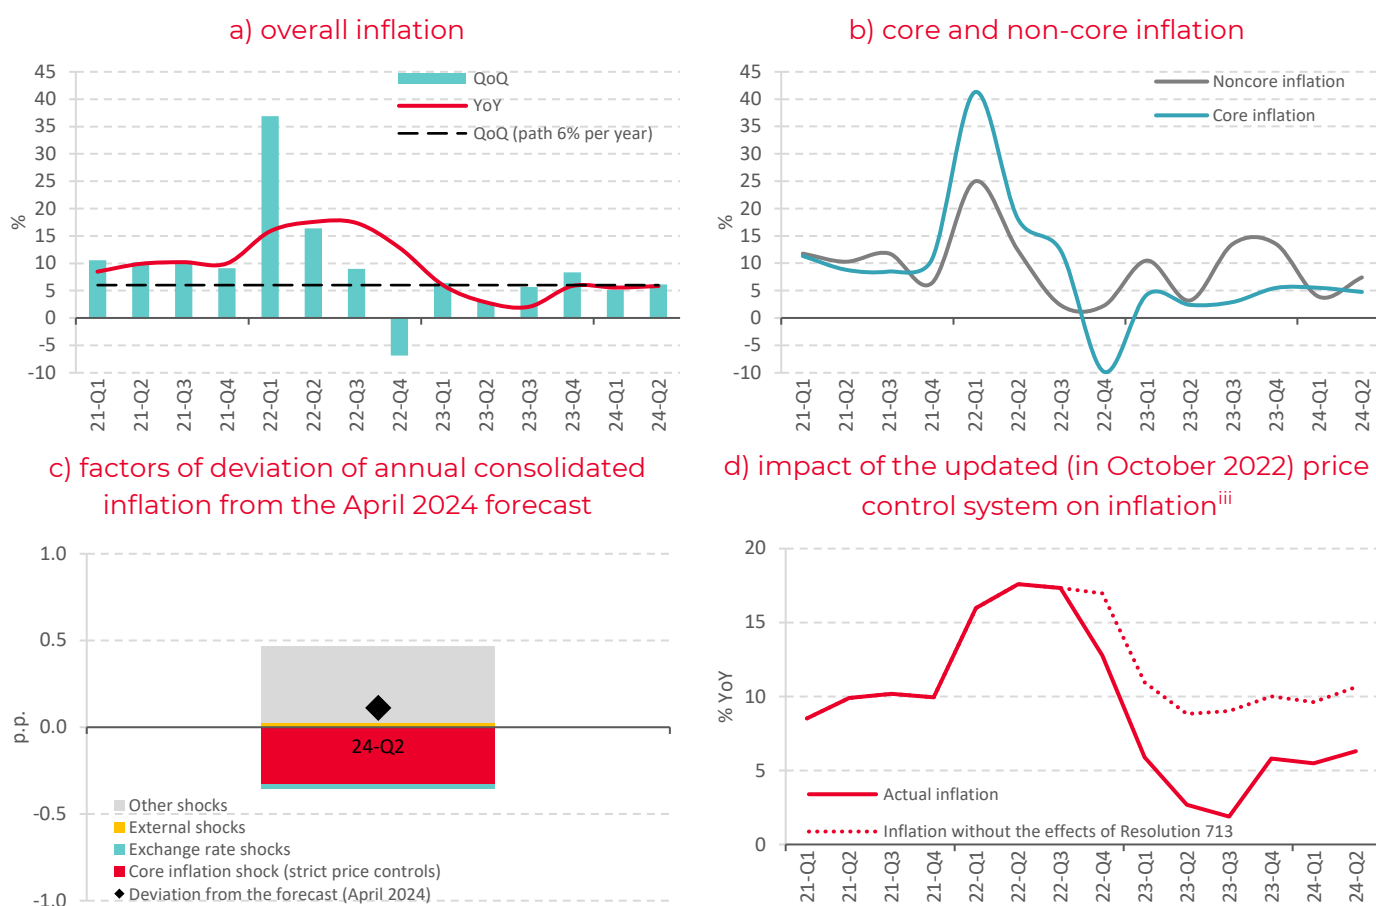 a) overall inflation
45
40
35
30
25
20
15
10
5
0
-5
-10
%
QoQ
YoY
QoQ (path 6% per year)
21-Q1
21-Q2
21-Q3
21-Q4
22-Q1
22-Q2
22-Q3
22-Q4
23-Q1
23-Q2
23-Q3
23-Q4
24-Q1
24-Q2
b) core and non-core inflation
45
40
35
30
25
20
15
10
5
0
-5
-10
%
Noncore inflation
Core inflation
21-Q1
21-Q2
21-Q3
21-Q4
22-Q1
22-Q2
22-Q3
22-Q4
23-Q1
23-Q2
23-Q3
23-Q4
24-Q1
24-Q2
c) factors of deviation of annual consolidated
inflation from the April 2024 forecast
1.0
0.5
0.0
-0.5
-1.0
p.p.
24-Q2
Other shocks
External shocks
Exchange rate shocks
Core inflation shock (strict price controls)
Deviation from the forecast (April 2024)
d) impact of the updated (in October 2022) price
control system on inflationiii
20
15
10
5
0
% YoY
Actual inflation
Inflation without the effects of Resolution 713
21-Q1
21-Q2
21-Q3
21-Q4
22-Q1
22-Q2
22-Q3
22-Q4
23-Q1
23-Q2
23-Q3
23-Q4
24-Q1
24-Q2